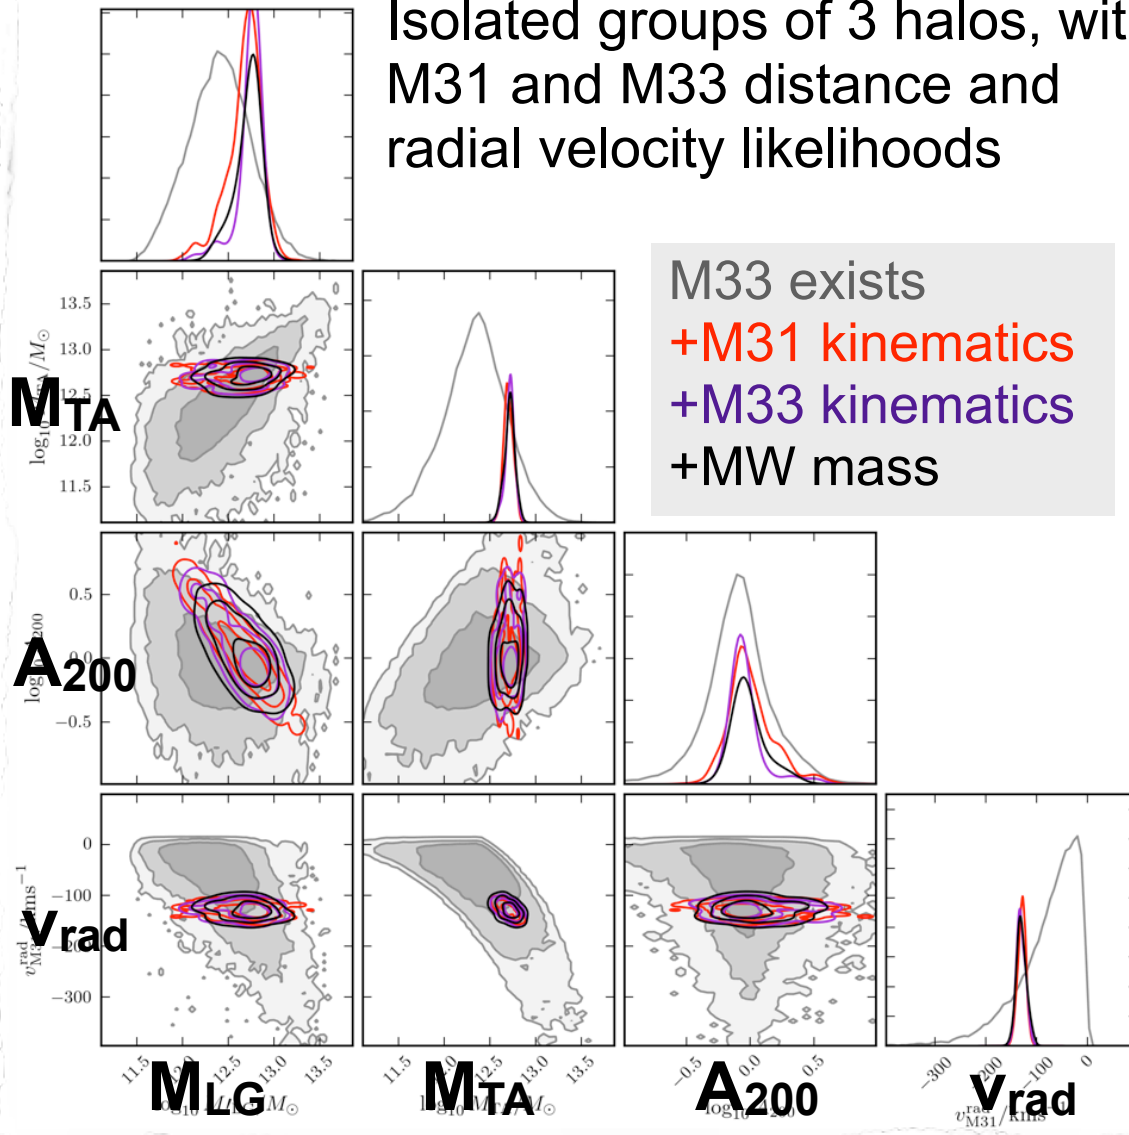 Isolated groups of 3 halos, wit
M31 and M33 distance and
radial velocity likelihoods
M33 exists
+M31 kinematics
+M33 kinematics
+MW mass
13.5
13.0
12.5
12.0
11.5
MTA
0.5
0.0
−0.5
A200
0
−100
−200
−300
vrad
11.5 12.0 12.5 13.0 13.5
11.5 12.0 12.5 13.0 13.5
−0.5 0.0 0.5
−300 −200 −100 0
MLG MTA A200 vrad